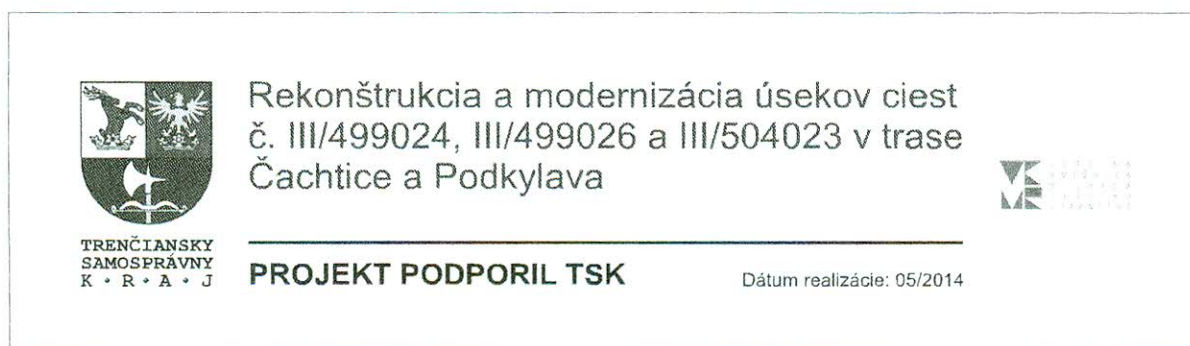 Rekonštrukcia a modernizácia úsekov ciest
č. III/499024, III/499026 a III/504023 v trase
Čachtice a Podkylava
TRENČIANSKY
SAMOSPRÁVNY
K · R · A · J
PROJEKT PODPORIL TSK
Dátum realizácie: 05/2014